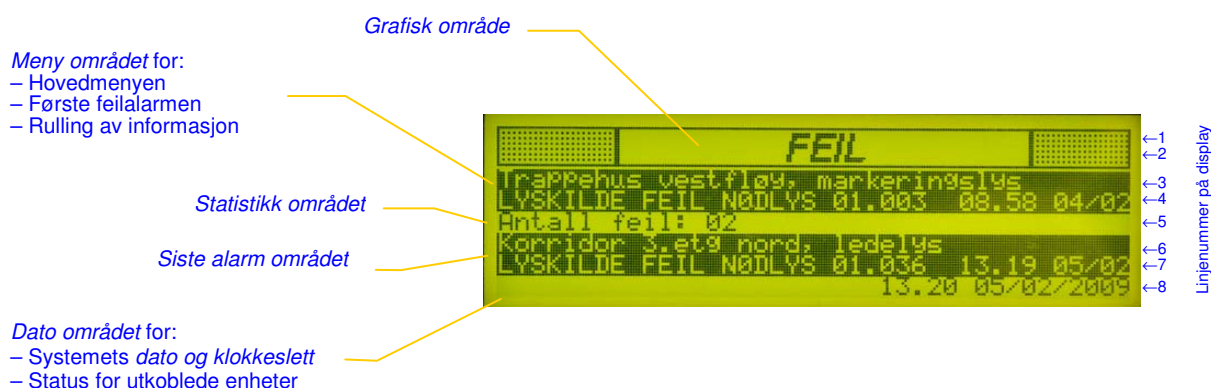 Grafisk område
Meny området for:
– Hovedmenyen
– Første feilalarmen
– Rulling av informasjon
Statistikk området
Siste alarm området
Dato området for:
– Systemets dato og klokkeslett
– Status for utkoblede enheter
FEIL
Trappehus vestfløy, markeringslys
LYSKILDE FEIL NØDLYS 01.003 08.58 04/02
Antall feil: 02
Korridor 3.etg nord, ledelys
LYSKILDE FEIL NØDLYS 01.036 13.19 05/02
13.20 05/02/2009
←1
←2
←3
←4
←5
←6
←7
←8
Linjenummer på display